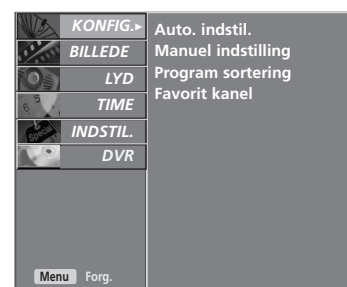 KONFIG.▸
BILLEDE
LYD
TIME
INDSTIL.
DVR
Auto. indstil.
Manuel indstilling
Program sortering
Favorit kanel
Menu Forg.